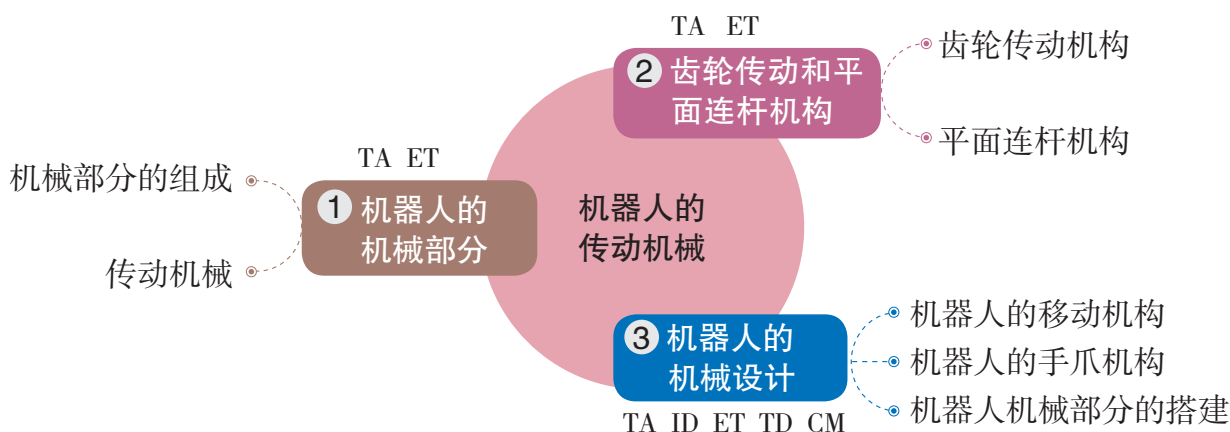 TA ET
② 齿轮传动和平
面连杆机构
齿轮传动机构
平面连杆机构
TA ET
① 机器人的
机械部分
机械部分的组成
传动机械
机器人的
传动机械
③ 机器人的
机械设计
机器人的移动机构
机器人的手爪机构
机器人机械部分的搭建
TA ID ET TD CM